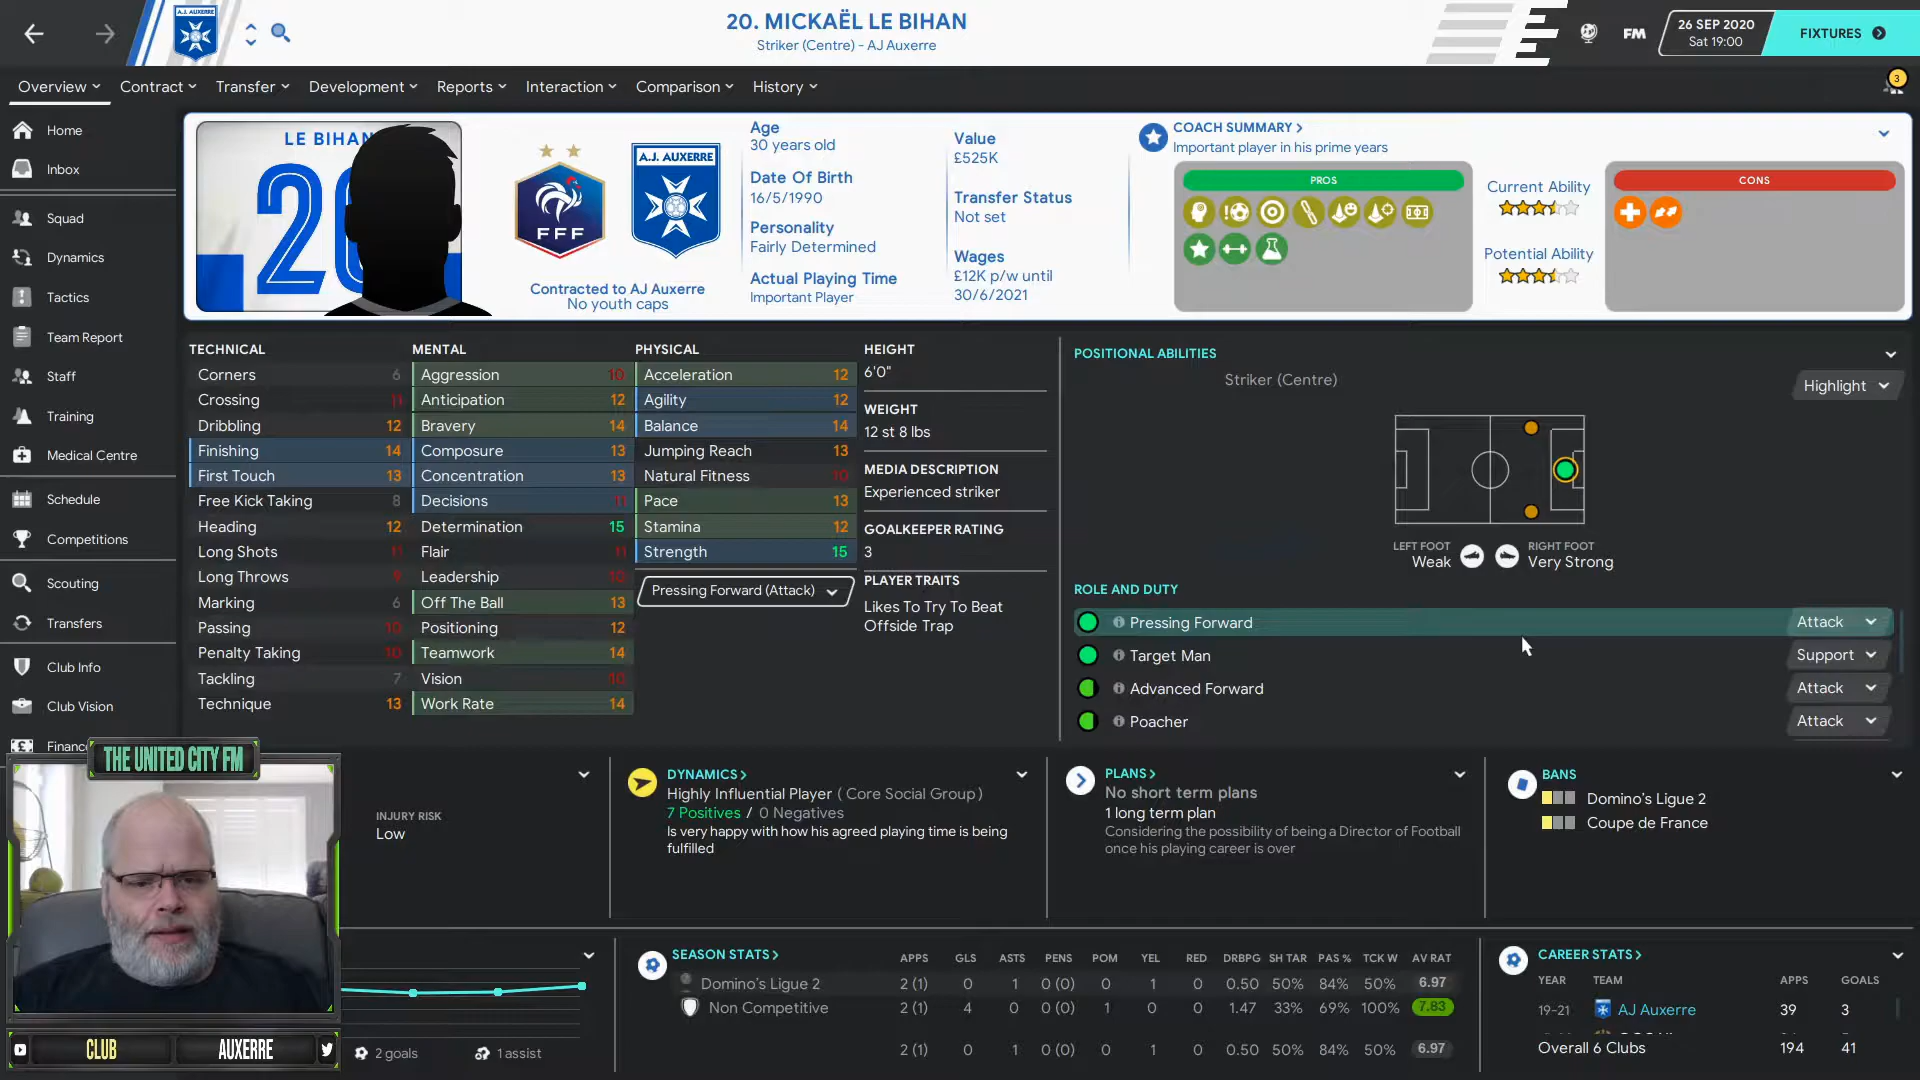 A.J. AUXERRE
20. MICKAËL LE BIHAN
Striker (Centre) - AJ Auxerre
FM
26 SEP 2020
Sat 19:00
FIXTURES
Overview
Contract
Transfer
Development
Reports
Interaction
Comparison
History
3
Home
Inbox
Squad
Dynamics
Tactics
Team Report
Staff
Training
Medical Centre
Schedule
Competitions
Scouting
Transfers
Club Info
Club Vision
LE BIHAN
20
FFF
A.J. AUXERRE
Contracted to AJ Auxerre
No youth caps
Age
30 years old
Date Of Birth
16/5/1990
Personality
Fairly Determined
Actual Playing Time
Important Player
Value
£525K
Transfer Status
Not set
Wages
£12K p/w until
30/6/2021
COACH SUMMARY >
Important player in his prime years
PROS
Current Ability
Potential Ability
CONS
TECHNICAL
Corners 6
Crossing 11
Dribbling 12
Finishing 14
First Touch 13
Free Kick Taking 8
Heading 12
Long Shots 11
Long Throws 9
Marking 6
Passing 10
Penalty Taking 10
Tackling 7
Technique 13
MENTAL
Aggression 10
Anticipation 12
Bravery 14
Composure 13
Concentration 13
Decisions 11
Determination 15
Flair 11
Leadership 10
Off The Ball 13
Positioning 12
Teamwork 14
Vision 10
Work Rate 14
PHYSICAL
Acceleration 12
Agility 12
Balance 14
Jumping Reach 13
Natural Fitness 10
Pace 13
Stamina 12
Strength 15
Pressing Forward (Attack)
HEIGHT
6'0"
WEIGHT
12 st 8 lbs
MEDIA DESCRIPTION
Experienced striker
GOALKEEPER RATING
3
PLAYER TRAITS
Likes To Try To Beat
Offside Trap
POSITIONAL ABILITIES
Striker (Centre)
Highlight
LEFT FOOT
Weak
RIGHT FOOT
Very Strong
ROLE AND DUTY
Pressing Forward Attack
Target Man Support
Advanced Forward Attack
Poacher Attack
THE UNITED CITY FM
INJURY RISK
Low
DYNAMICS >
Highly Influential Player ( Core Social Group )
7 Positives / 0 Negatives
Is very happy with how his agreed playing time is being
fulfilled
PLANS >
No short term plans
1 long term plan
Considering the possibility of being a Director of Football
once his playing career is over
BANS
Domino's Ligue 2
Coupe de France
CLUB AUXERRE
2 goals
1 assist
SEASON STATS > APPS GLS ASTS PENS POM YEL RED DRBPG SH TAR PAS % TCK W AV RAT
Domino's Ligue 2 2 (1) 0 1 0 (0) 0 1 0 0.50 50% 84% 50% 6.97
Non Competitive 2 (1) 4 0 0 (0) 1 0 0 1.47 33% 69% 100% 7.83
2 (1) 0 1 0 (0) 0 1 0 0.50 50% 84% 50% 6.97
CAREER STATS >
YEAR TEAM APPS GOALS
19-21 AJ Auxerre 39 3
Overall 6 Clubs 194 41